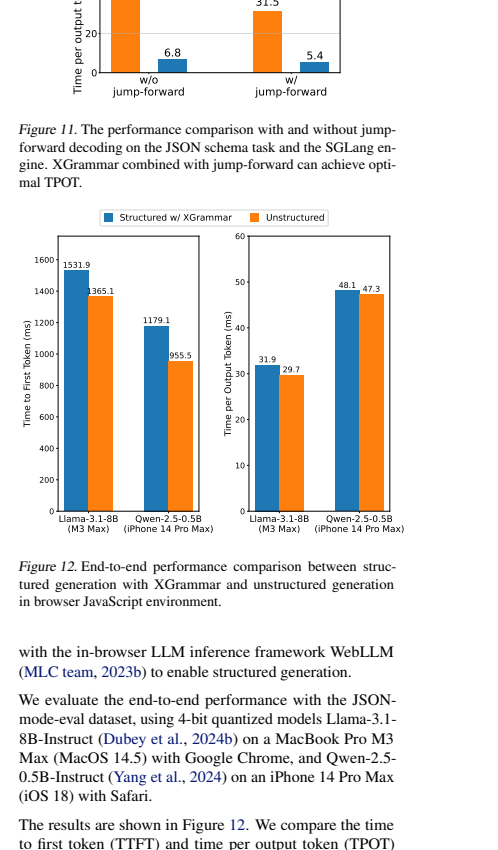 Time per output t
31.5
20
6.8
5.4
0
w/o
jump-forward
w/
jump-forward
Figure 11. The performance comparison with and without jump-
forward decoding on the JSON schema task and the SGLang en-
gine. XGrammar combined with jump-forward can achieve opti-
mal TPOT.
Structured w/ XGrammar
Unstructured
Time to First Token (ms)
1600
1400
1200
1000
800
600
400
200
0
1531.9
1365.1
1179.1
955.5
Llama-3.1-8B
(M3 Max)
Qwen-2.5-0.5B
(iPhone 14 Pro Max)
Time per Output Token (ms)
60
50
40
30
20
10
0
31.9
29.7
48.1
47.3
Llama-3.1-8B
(M3 Max)
Qwen-2.5-0.5B
(iPhone 14 Pro Max)
Figure 12. End-to-end performance comparison between struc-
tured generation with XGrammar and unstructured generation
in browser JavaScript environment.
with the in-browser LLM inference framework WebLLM
(MLC team, 2023b) to enable structured generation.
We evaluate the end-to-end performance with the JSON-
mode-eval dataset, using 4-bit quantized models Llama-3.1-
8B-Instruct (Dubey et al., 2024b) on a MacBook Pro M3
Max (MacOS 14.5) with Google Chrome, and Qwen-2.5-
0.5B-Instruct (Yang et al., 2024) on an iPhone 14 Pro Max
(iOS 18) with Safari.
The results are shown in Figure 12. We compare the time
to first token (TTFT) and time per output token (TPOT)